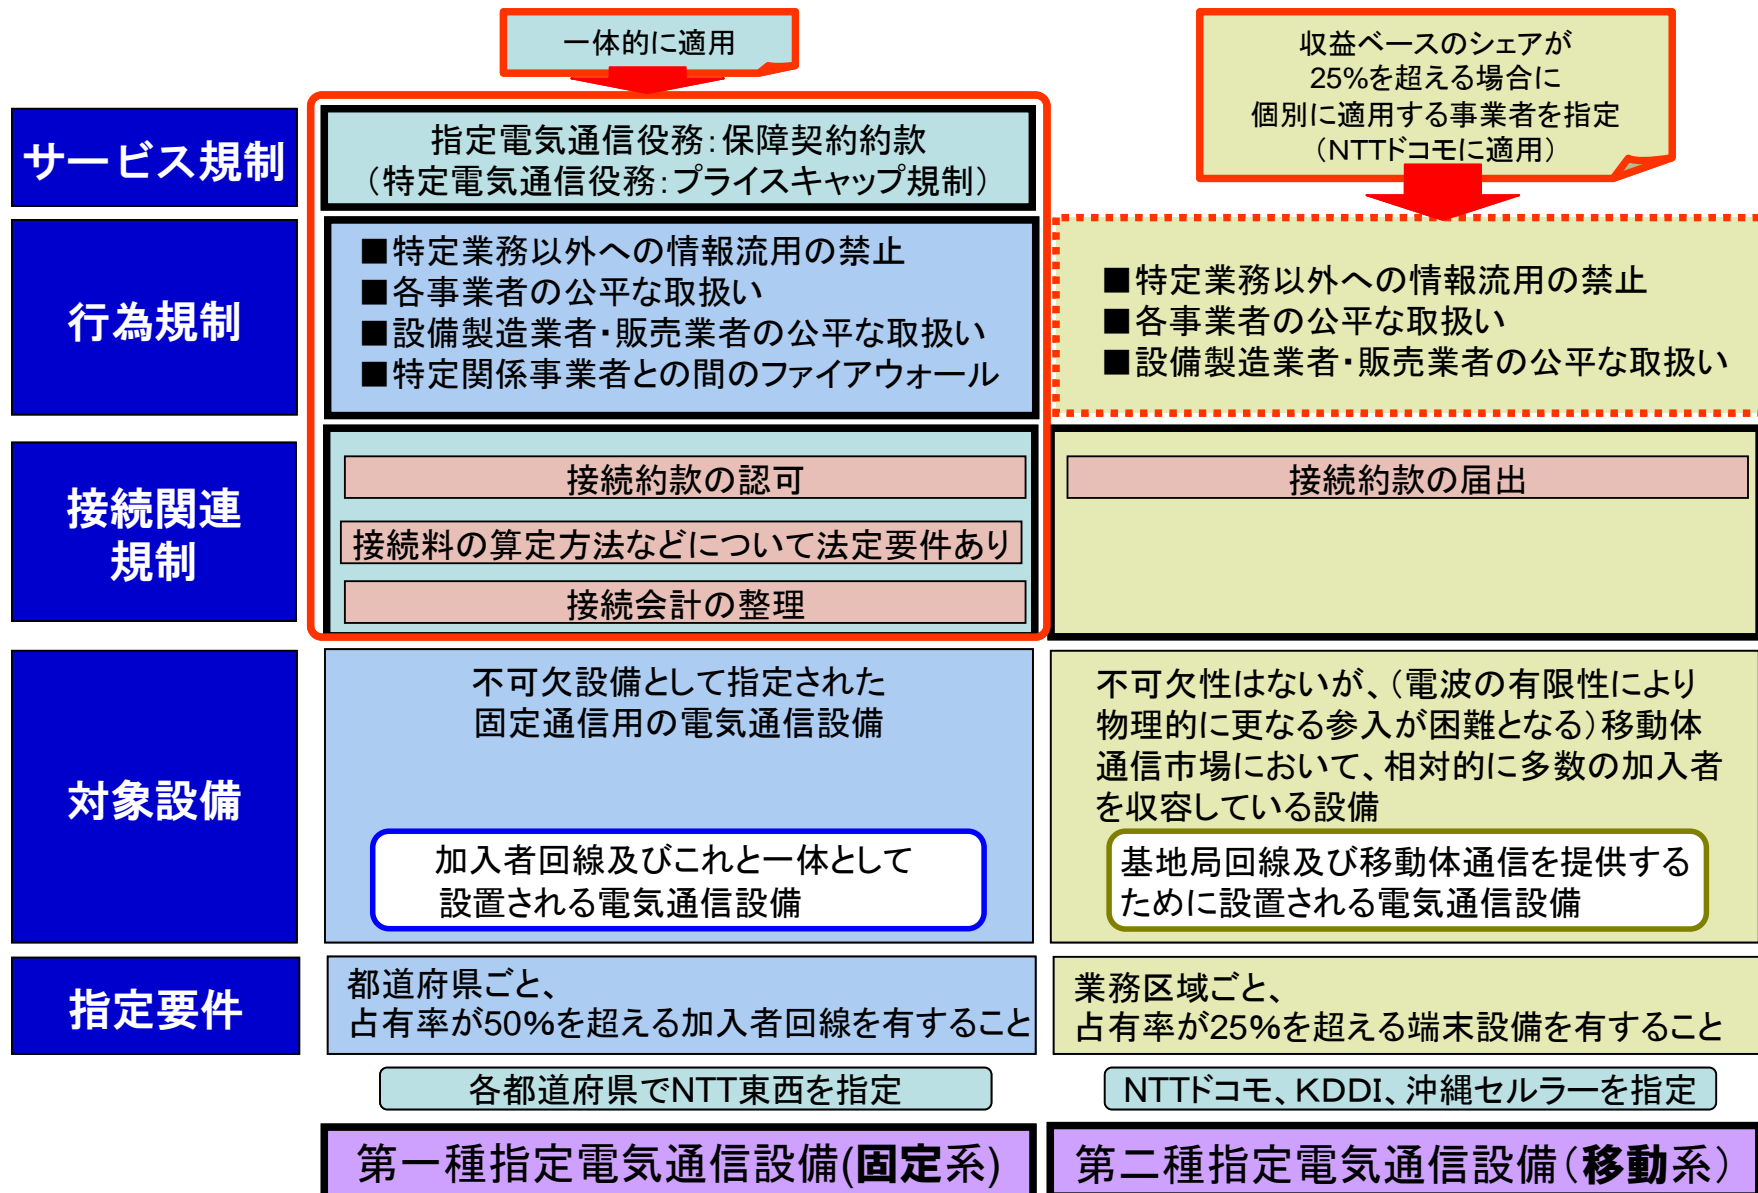 一体的に適用
収益ベースのシェアが
25%を超える場合に
個別に適用する事業者を指定
（NTTドコモに適用）
サービス規制
指定電気通信役務：保障契約約款
（特定電気通信役務：プライスキャップ規制）
行為規制
■特定業務以外への情報流用の禁止
■各事業者の公平な取扱い
■設備製造業者・販売業者の公平な取扱い
■特定関係事業者との間のファイアウォール
■特定業務以外への情報流用の禁止
■各事業者の公平な取扱い
■設備製造業者・販売業者の公平な取扱い
接続関連
規制
接続約款の認可
接続料の算定方法などについて法定要件あり
接続会計の整理
接続約款の届出
対象設備
不可欠設備として指定された
固定通信用の電気通信設備
加入者回線及びこれと一体として
設置される電気通信設備
不可欠性はないが、（電波の有限性により
物理的に更なる参入が困難となる）移動体
通信市場において、相対的に多数の加入者
を収容している設備
基地局回線及び移動体通信を提供する
ために設置される電気通信設備
指定要件
都道府県ごと、
占有率が50%を超える加入者回線を有すること
業務区域ごと、
占有率が25%を超える端末設備を有すること
各都道府県でNTT東西を指定
NTTドコモ、KDDI、沖縄セルラーを指定
第一種指定電気通信設備(固定系)
第二種指定電気通信設備（移動系）